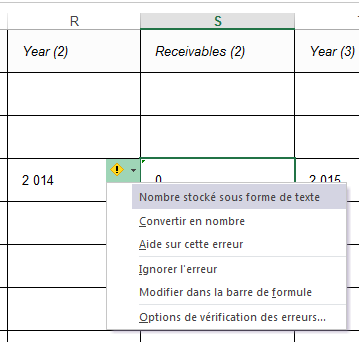 R S
Year (2) Receivables (2) Year (3)
2 014 0 2 015
Nombre stocké sous forme de texte
Convertir en nombre
Aide sur cette erreur
Ignorer l'erreur
Modifier dans la barre de formule
Options de vérification des erreurs...